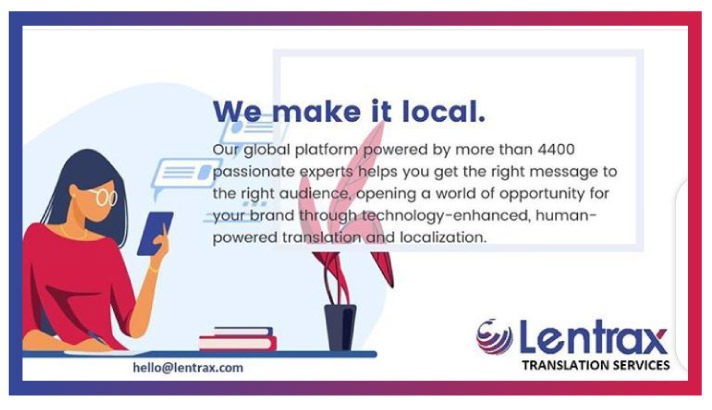 We make it local.
Our global platform powered by more than 4400
passionate experts helps you get the right message to
the right audience, opening a world of opportunity for
your brand through technology-enhanced, human-
powered translation and localization.
hello@lentrax.com
Lentrax
TRANSLATION SERVICES